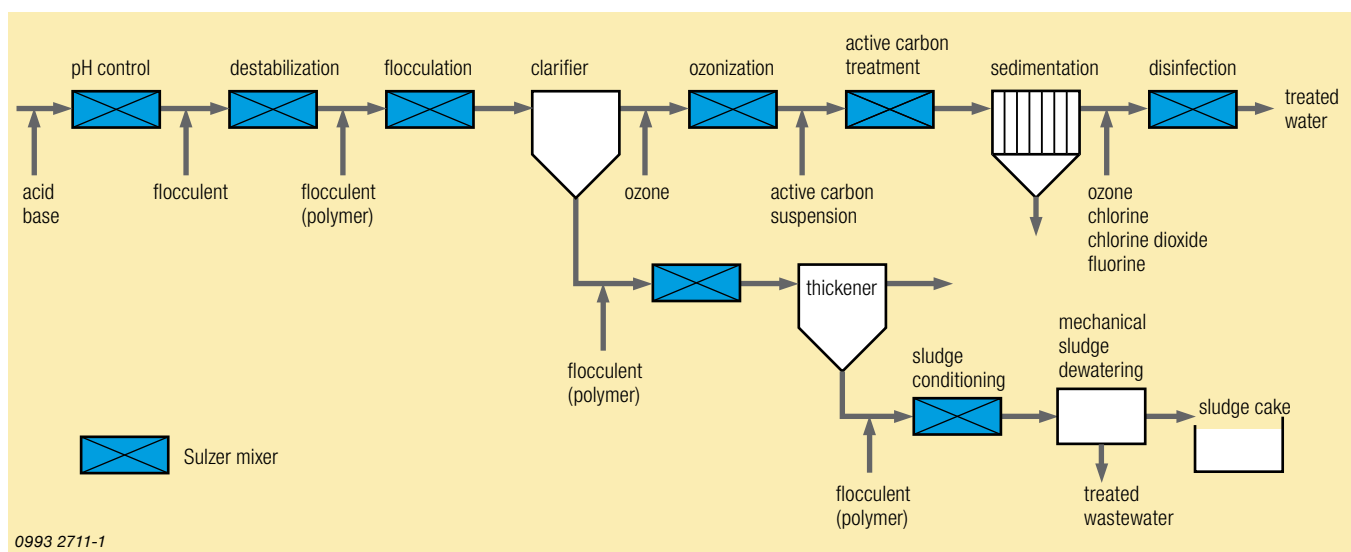 pH control
destabilization
flocculation
clarifier
ozonization
active carbon
treatment
sedimentation
disinfection
treated
water
acid
base
flocculent
flocculent
(polymer)
ozone
active carbon
suspension
ozone
chlorine
chlorine dioxide
fluorine
thickener
flocculent
(polymer)
sludge
conditioning
mechanical
sludge
dewatering
sludge cake
Sulzer mixer
flocculent
(polymer)
treated
wastewater
0993 2711-1